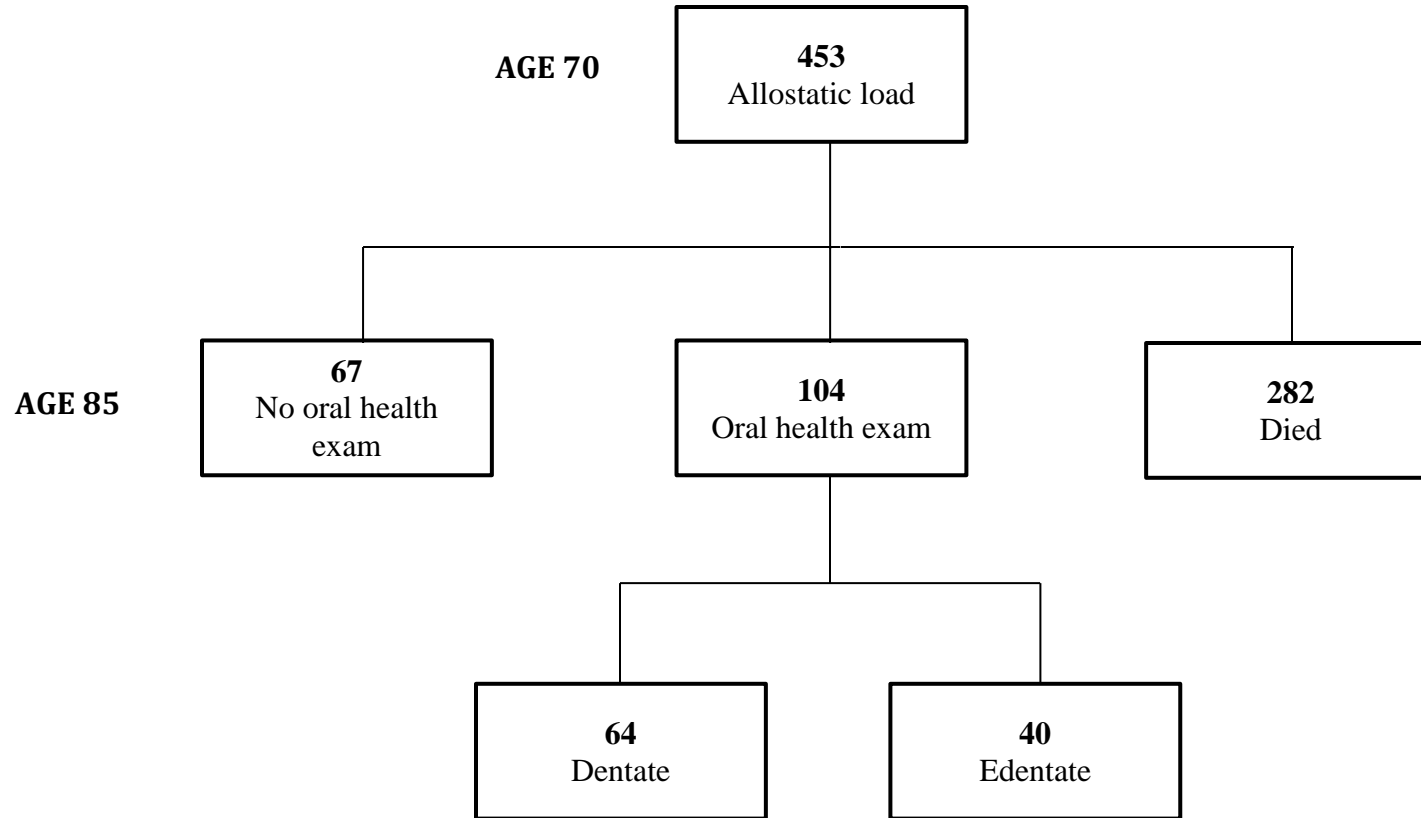 AGE 70
453
Allostatic load
AGE 85
67
No oral health
exam
104
Oral health exam
282
Died
64
Dentate
40
Edentate